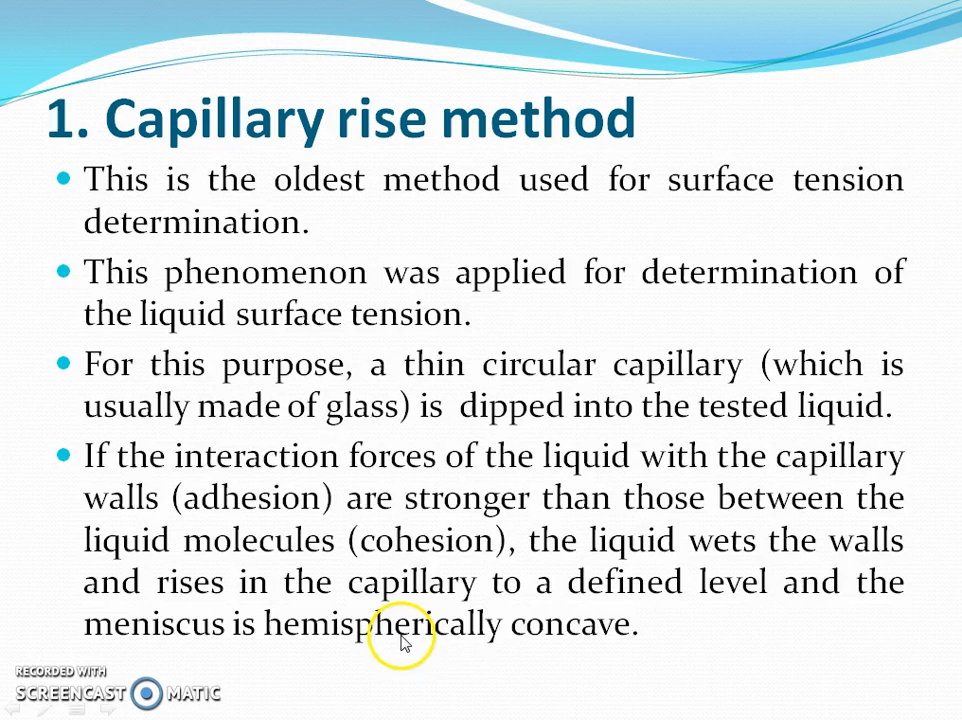 1. Capillary rise method
This is the oldest method used for surface tension
determination.
This phenomenon was applied for determination of
the liquid surface tension.
For this purpose, a thin circular capillary (which is
usually made of glass) is dipped into the tested liquid.
If the interaction forces of the liquid with the capillary
walls (adhesion) are stronger than those between the
liquid molecules (cohesion), the liquid wets the walls
and rises in the capillary to a defined level and the
meniscus is hemispherically concave.
RECORDED WITH
SCREENCAST MATIC